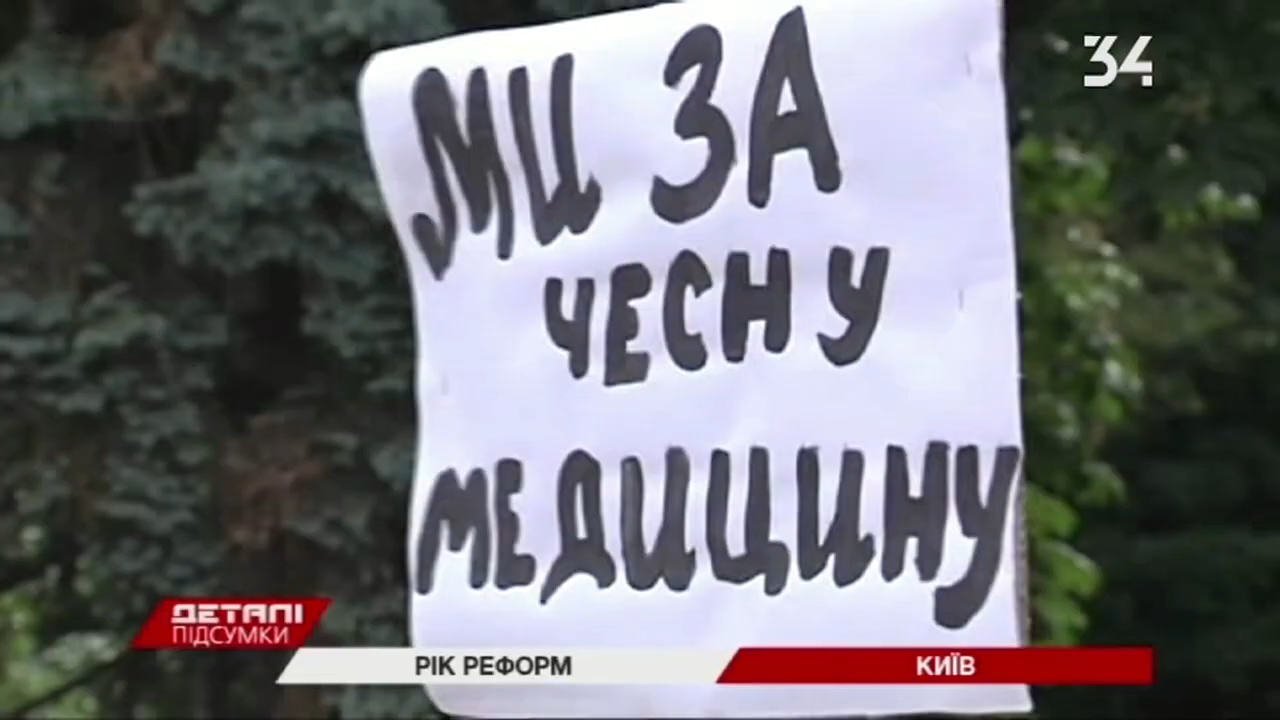 34
МИ ЗА
ЧЕСНУ
МЕДИЦИНУ
ДЕТАЛІ
ПІДСУМКИ
РІК РЕФОРМ
КИЇВ